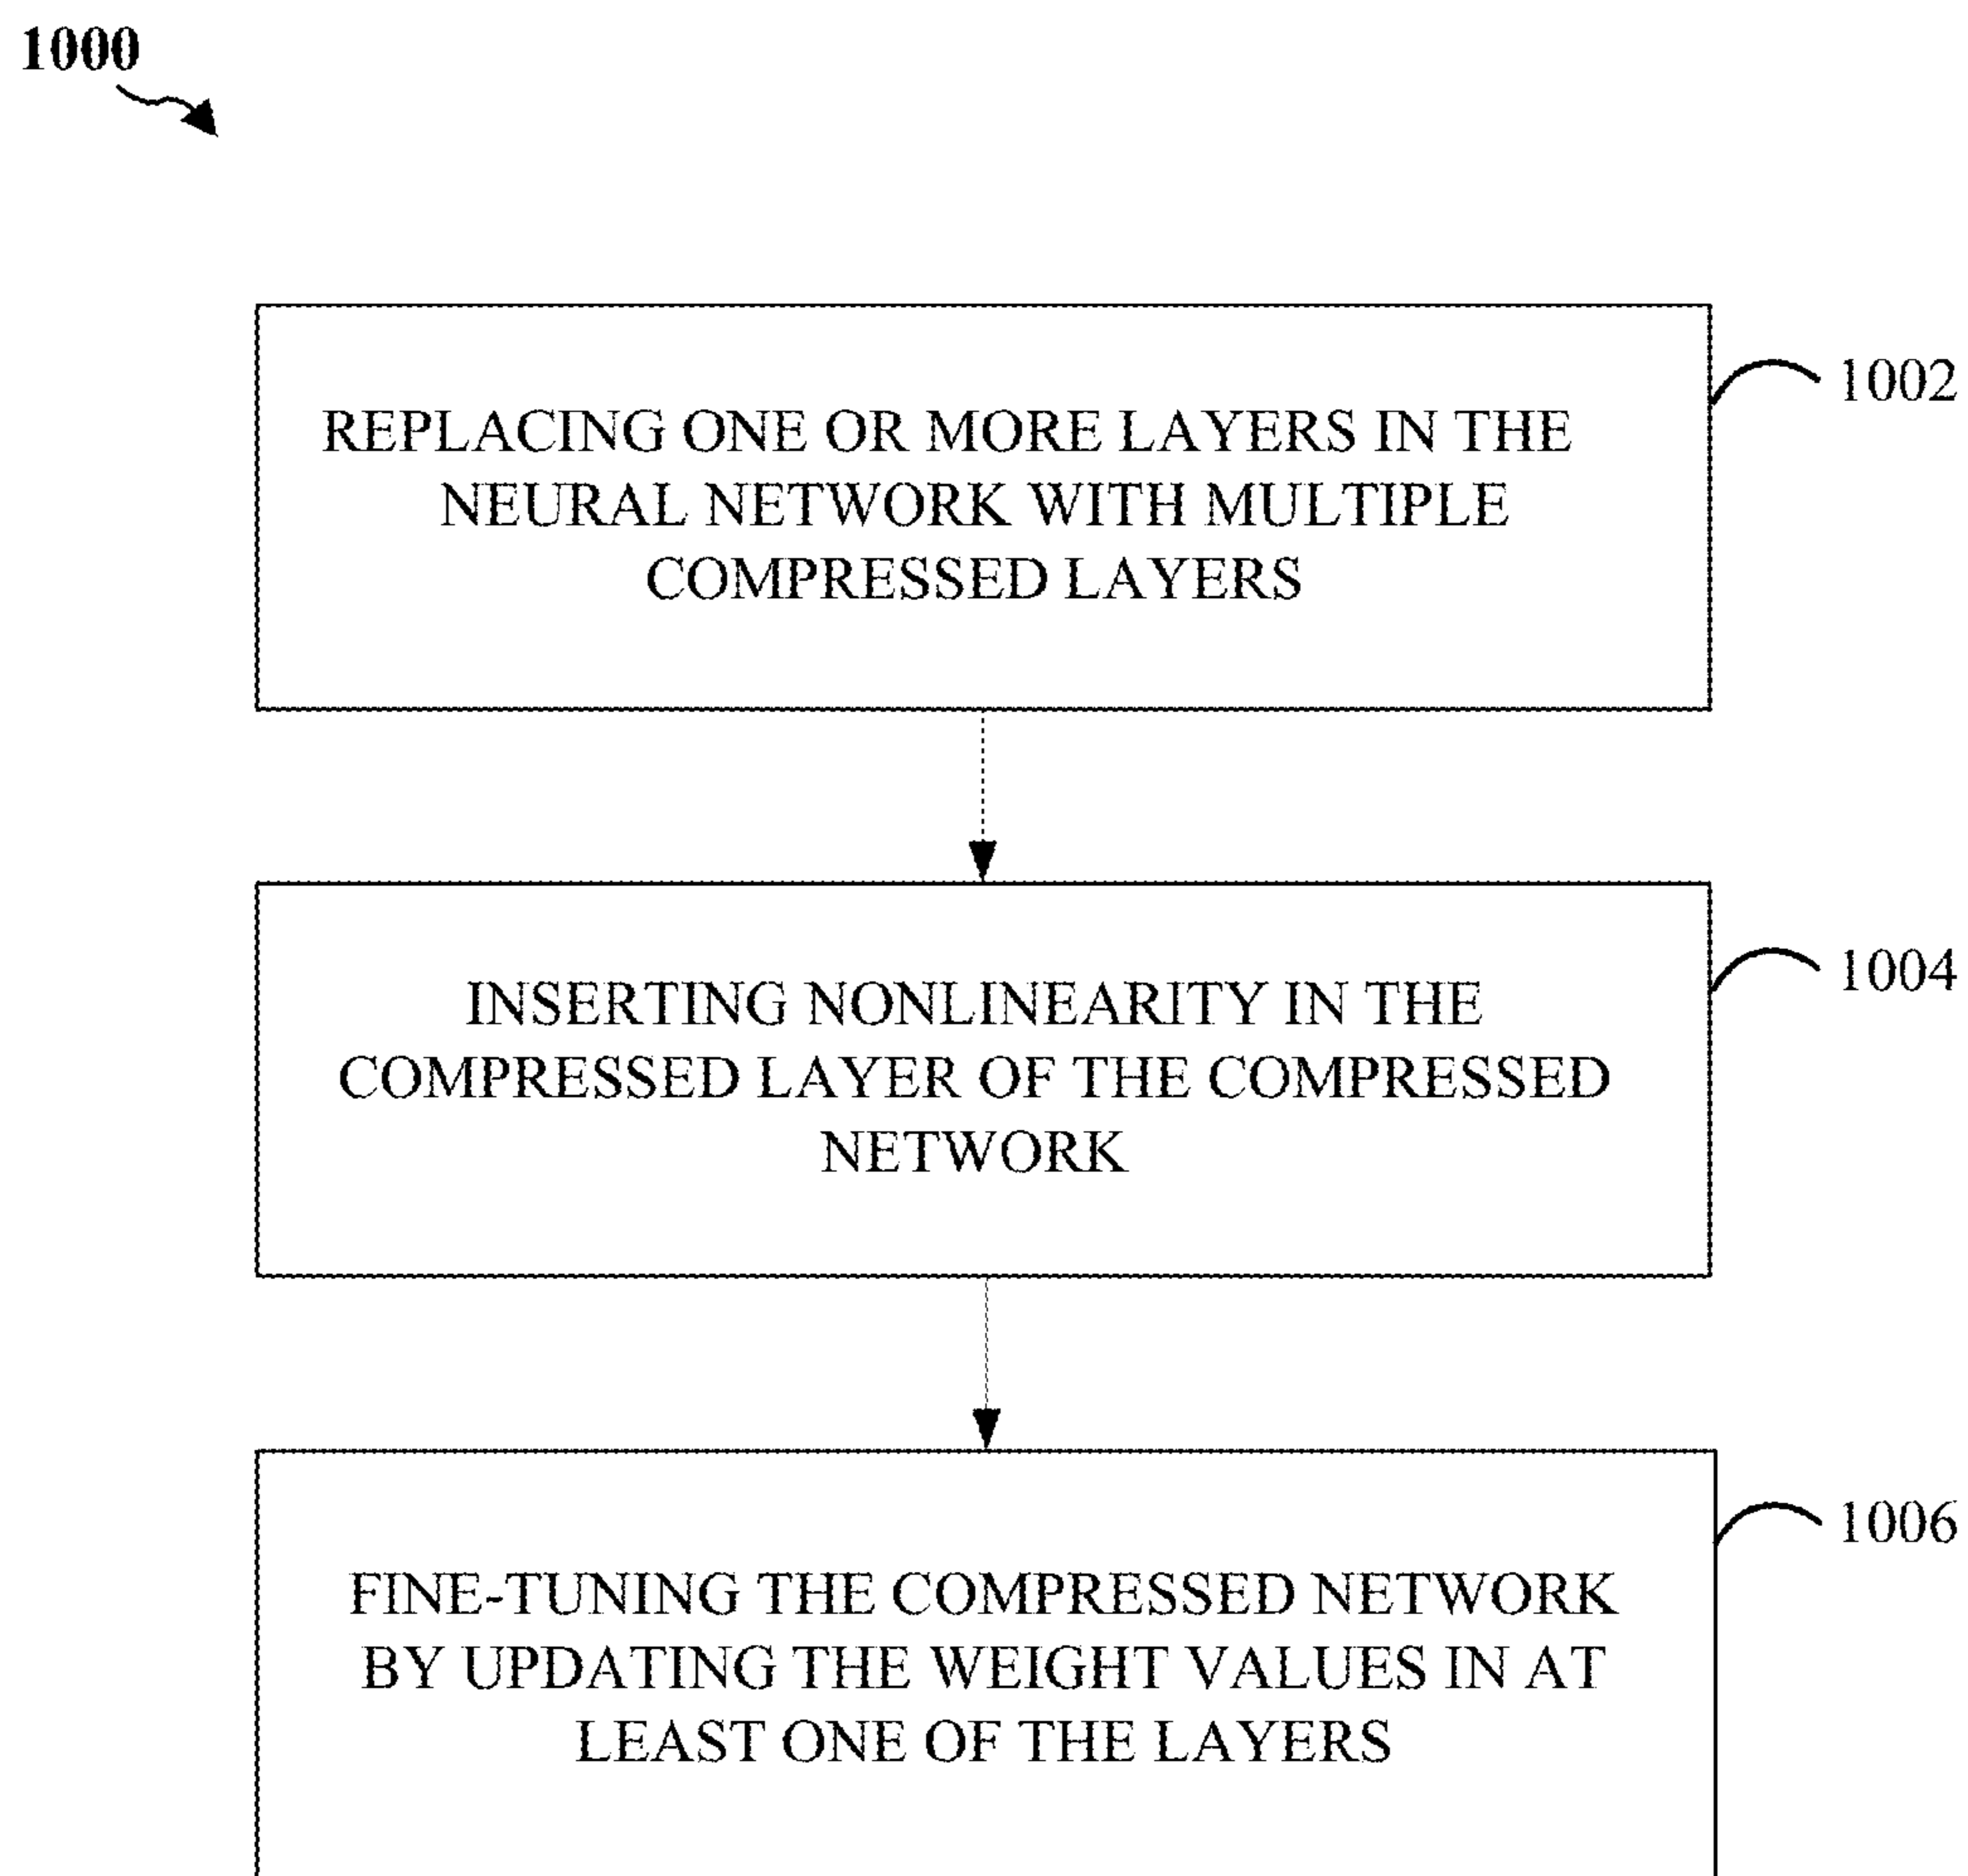 1000
REPLACING ONE OR MORE LAYERS IN THE
NEURAL NETWORK WITH MULTIPLE
COMPRESSED LAYERS
1002
INSERTING NONLINEARITY IN THE
COMPRESSED LAYER OF THE COMPRESSED
NETWORK
1004
FINE-TUNING THE COMPRESSED NETWORK
BY UPDATING THE WEIGHT VALUES IN AT
LEAST ONE OF THE LAYERS
1006